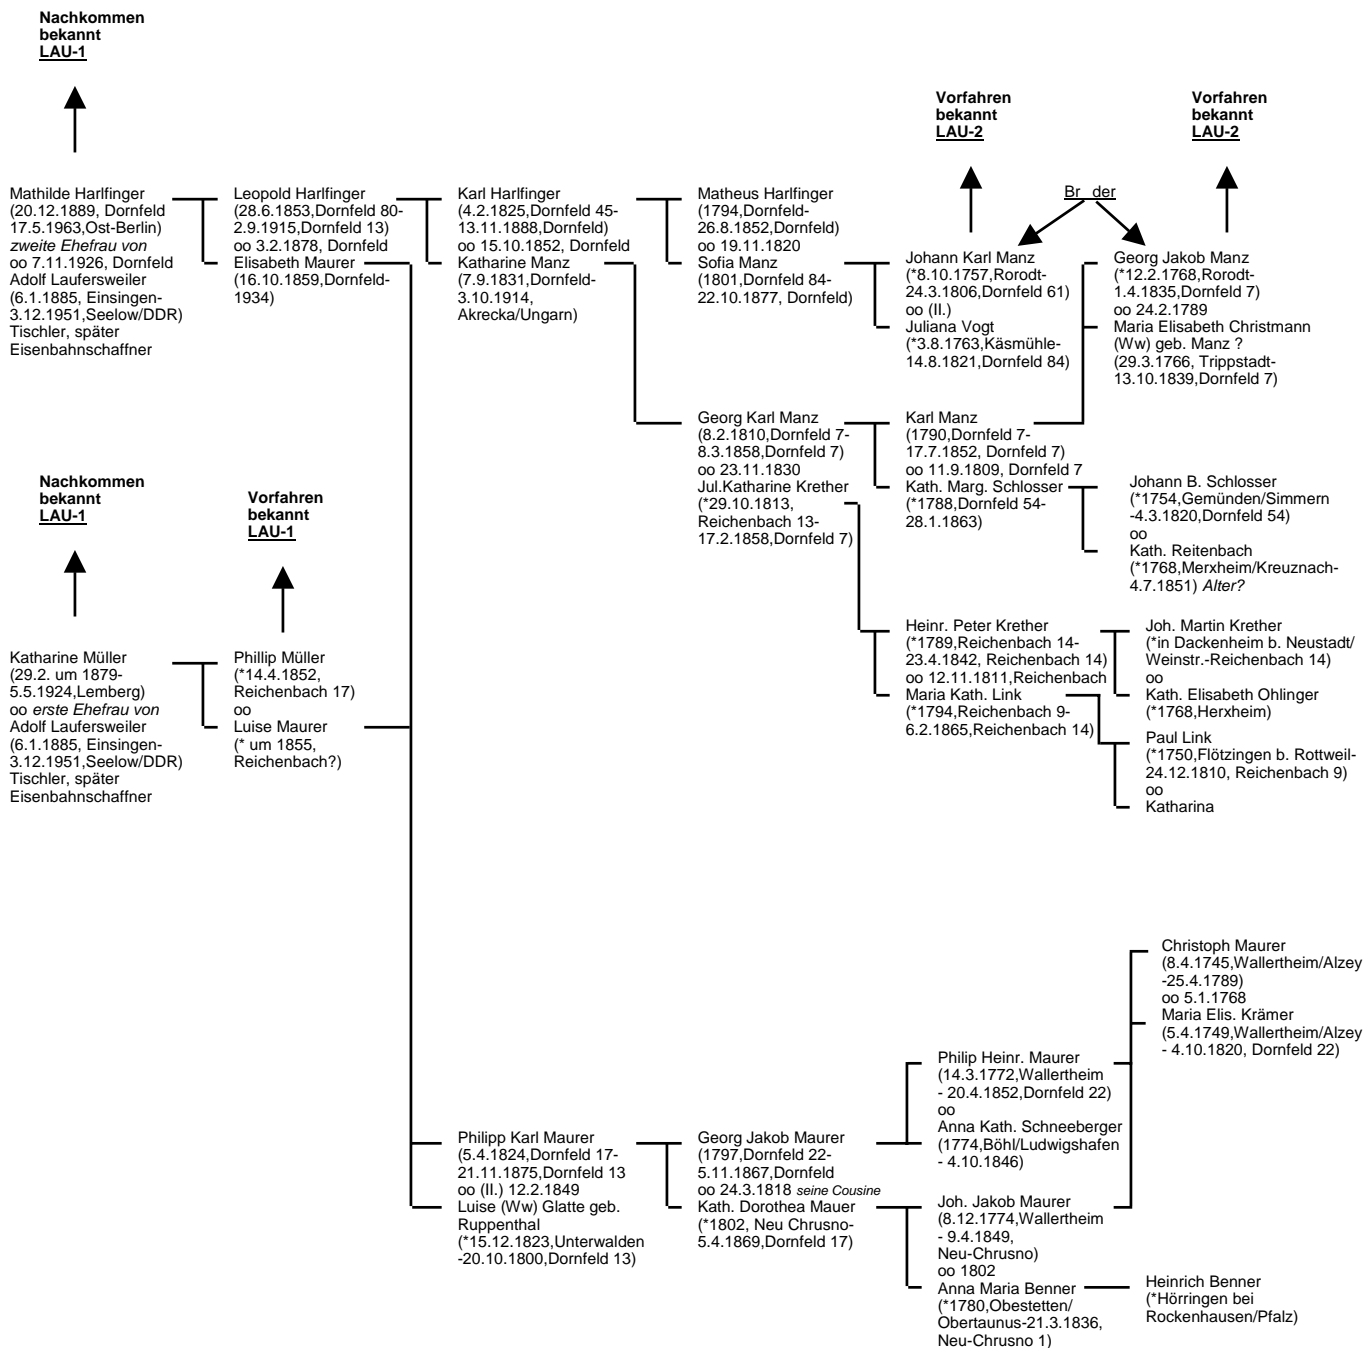 Nachkommen
bekannt
LAU-1
Vorfahren
bekannt
LAU-2
Vorfahren
bekannt
LAU-2
Br der
Mathilde Harlfinger
(20.12.1889, Dornfeld
17.5.1963,Ost-Berlin)
zweite Ehefrau von
oo 7.11.1926, Dornfeld
Adolf Laufersweiler
(6.1.1885, Einsingen-
3.12.1951,Seelow/DDR)
Tischler, später
Eisenbahnschaffner
Leopold Harlfinger
(28.6.1853,Dornfeld 80-
2.9.1915,Dornfeld 13)
oo 3.2.1878, Dornfeld
Elisabeth Maurer
(16.10.1859,Dornfeld-
1934)
Karl Harlfinger
(4.2.1825,Dornfeld 45-
13.11.1888,Dornfeld)
oo 15.10.1852, Dornfeld
Katharine Manz
(7.9.1831,Dornfeld-
3.10.1914,
Akrecka/Ungarn)
Matheus Harlfinger
(1794,Dornfeld-
26.8.1852,Dornfeld)
oo 19.11.1820
Sofia Manz
(1801,Dornfeld 84-
22.10.1877, Dornfeld)
Johann Karl Manz
(*8.10.1757,Rorodt-
24.3.1806,Dornfeld 61)
oo (II.)
Juliana Vogt
(*3.8.1763,Käsmühle-
14.8.1821,Dornfeld 84)
Georg Jakob Manz
(*12.2.1768,Rorodt-
1.4.1835,Dornfeld 7)
oo 24.2.1789
Maria Elisabeth Christmann
(Ww) geb. Manz ?
(29.3.1766, Trippstadt-
13.10.1839,Dornfeld 7)
Georg Karl Manz
(8.2.1810,Dornfeld 7-
8.3.1858,Dornfeld 7)
oo 23.11.1830
Jul.Katharine Krether
(*29.10.1813,
Reichenbach 13-
17.2.1858,Dornfeld 7)
Karl Manz
(1790,Dornfeld 7-
17.7.1852, Dornfeld 7)
oo 11.9.1809, Dornfeld 7
Kath. Marg. Schlosser
(*1788,Dornfeld 54-
28.1.1863)
Johann B. Schlosser
(*1754,Gemünden/Simmern
-4.3.1820,Dornfeld 54)
oo
Kath. Reitenbach
(*1768,Merxheim/Kreuznach-
4.7.1851) Alter?
Nachkommen
bekannt
LAU-1
Vorfahren
bekannt
LAU-1
Katharine Müller
(29.2. um 1879-
5.5.1924,Lemberg)
oo erste Ehefrau von
Adolf Laufersweiler
(6.1.1885, Einsingen-
3.12.1951,Seelow/DDR)
Tischler, später
Eisenbahnschaffner
Phillip Müller
(*14.4.1852,
Reichenbach 17)
oo
Luise Maurer
(* um 1855,
Reichenbach?)
Heinr. Peter Krether
(*1789,Reichenbach 14-
23.4.1842, Reichenbach 14)
oo 12.11.1811,Reichenbach
Maria Kath. Link
(*1794,Reichenbach 9-
6.2.1865,Reichenbach 14)
Joh. Martin Krether
(*in Dackenheim b. Neustadt/
Weinstr.-Reichenbach 14)
oo
Kath. Elisabeth Ohlinger
(*1768,Herxheim)
Paul Link
(*1750,Flötzingen b. Rottweil-
24.12.1810, Reichenbach 9)
oo
Katharina
Christoph Maurer
(8.4.1745,Wallertheim/Alzey
-25.4.1789)
oo 5.1.1768
Maria Elis. Krämer
(5.4.1749,Wallertheim/Alzey
- 4.10.1820, Dornfeld 22)
Philip Heinr. Maurer
(14.3.1772,Wallertheim
- 20.4.1852,Dornfeld 22)
oo
Anna Kath. Schneeberger
(1774,Böhl/Ludwigshafen
- 4.10.1846)
Philipp Karl Maurer
(5.4.1824,Dornfeld 17-
21.11.1875,Dornfeld 13
oo (II.) 12.2.1849
Luise (Ww) Glatte geb.
Ruppenthal
(*15.12.1823,Unterwalden
-20.10.1800,Dornfeld 13)
Georg Jakob Maurer
(1797,Dornfeld 22-
5.11.1867,Dornfeld
oo 24.3.1818 seine Cousine
Kath. Dorothea Mauer
(*1802, Neu Chrusno-
5.4.1869,Dornfeld 17)
Joh. Jakob Maurer
(8.12.1774,Wallertheim
- 9.4.1849,
Neu-Chrusno)
oo 1802
Anna Maria Benner
(*1780,Obestetten/
Obertaunus-21.3.1836,
Neu-Chrusno 1)
Heinrich Benner
(*Hörringen bei
Rockenhausen/Pfalz)